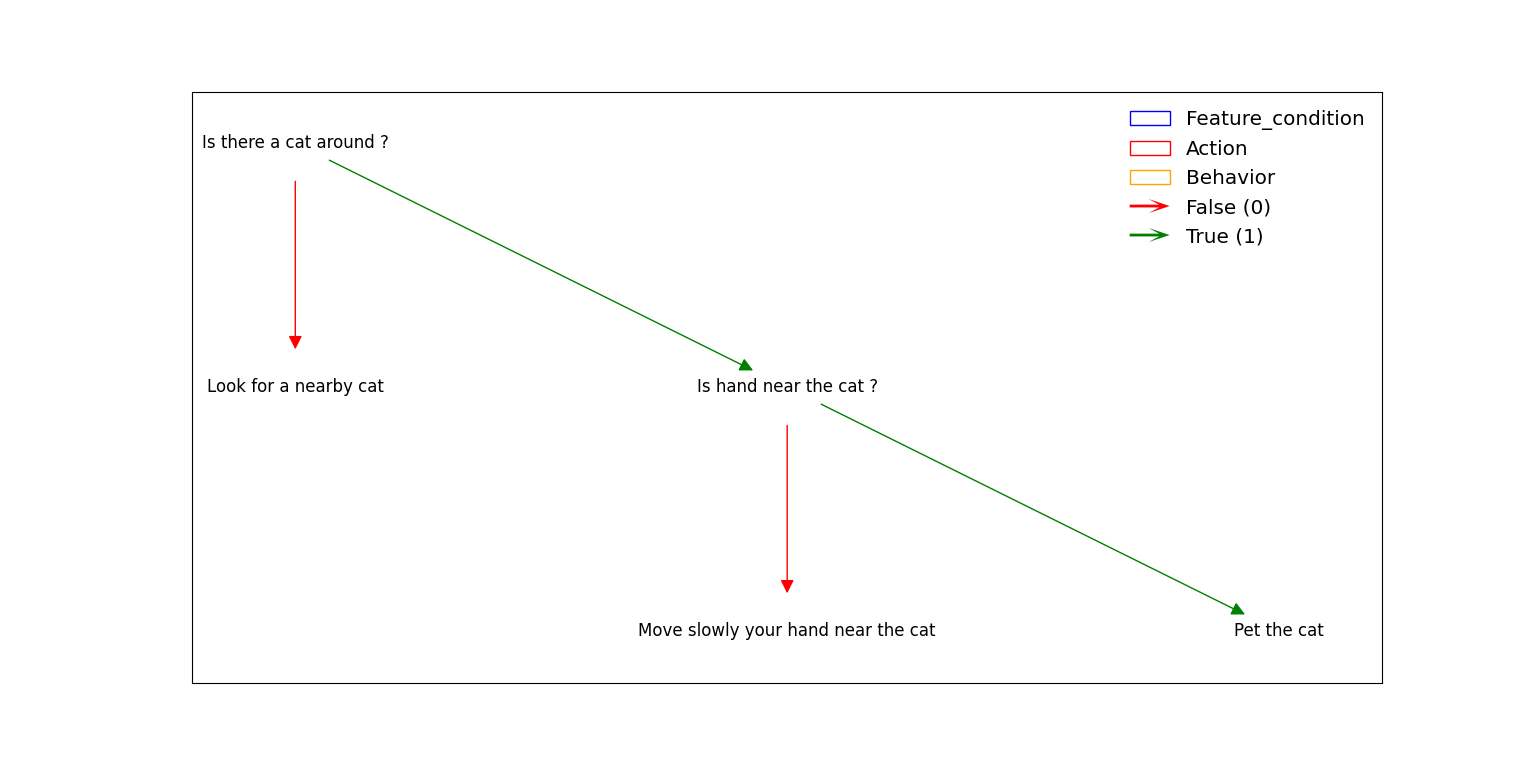 Is there a cat around ?
Feature_condition
Action
Behavior
False (0)
True (1)
Look for a nearby cat
Is hand near the cat ?
Move slowly your hand near the cat
Pet the cat